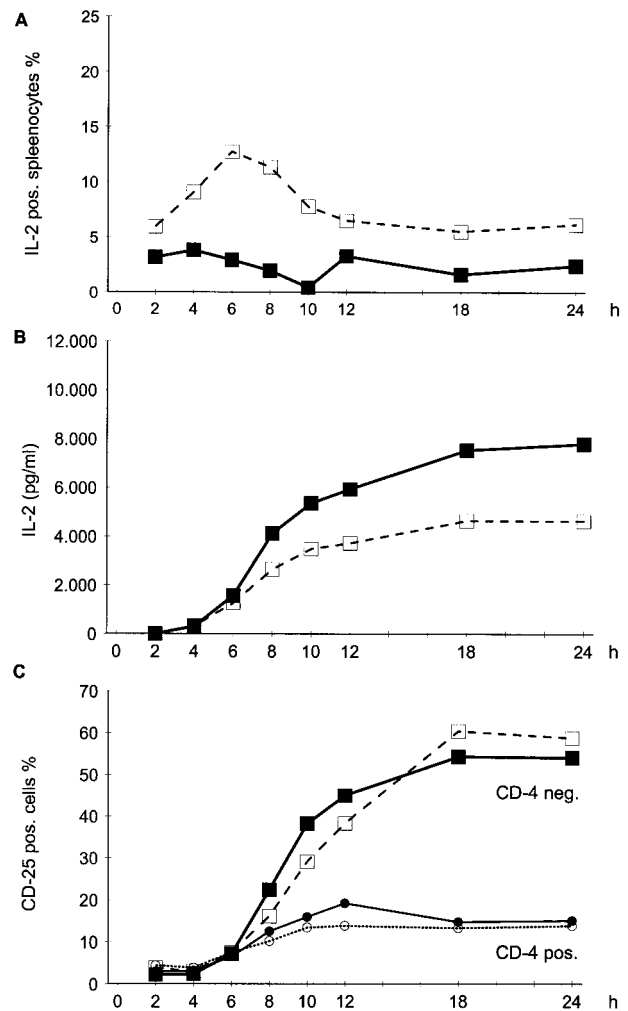 A
IL-2 pos. spleenocytes %
25
20
15
10
5
0
0 2 4 6 8 10 12 18 24 h
B
IL-2 (pg/ml)
12.000
10.000
8.000
6.000
4.000
2.000
0
0 2 4 6 8 10 12 18 24 h
C
CD-25 pos. cells %
70
60
50
40
30
20
10
0
CD-4 neg.
CD-4 pos.
0 2 4 6 8 10 12 18 24 h